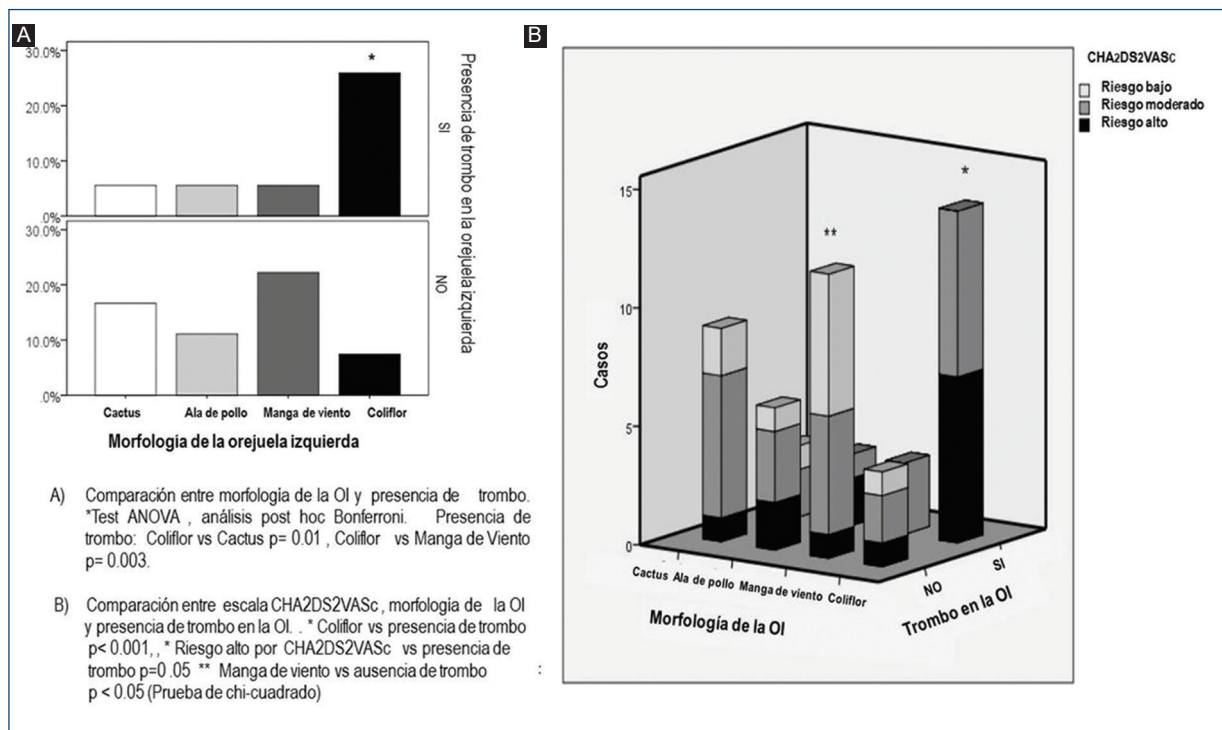 A
30.0%
20.0%
10.0%
.0%
30.0%
20.0%
10.0%
.0%
*
SI
NO
Presencia de trombo en la orejuela izquierda
Cactus
Ala de pollo
Manga de viento
Coliflor
Morfología de la orejuela izquierda
A) Comparación entre morfología de la OI y presencia de trombo.
*Test ANOVA , análisis post hoc Bonferroni. Presencia de
trombo: Coliflor vs Cactus p= 0.01 , Coliflor vs Manga de Viento
p= 0.003.
B) Comparación entre escala CHA2DS2VASc , morfología de la OI
y presencia de trombo en la OI. . * Coliflor vs presencia de trombo
p< 0.001, , * Riesgo alto por CHA2DS2VASc vs presencia de
trombo p=0 .05 ** Manga de viento vs ausencia de trombo :
p < 0.05 (Prueba de chi-cuadrado)
B
CHA2DS2VASc
Riesgo bajo
Riesgo moderado
Riesgo alto
15
10
5
0
Casos
*
**
Cactus
Ala de pollo
Manga de viento
Coliflor
Morfología de la OI
NO
SI
Trombo en la OI